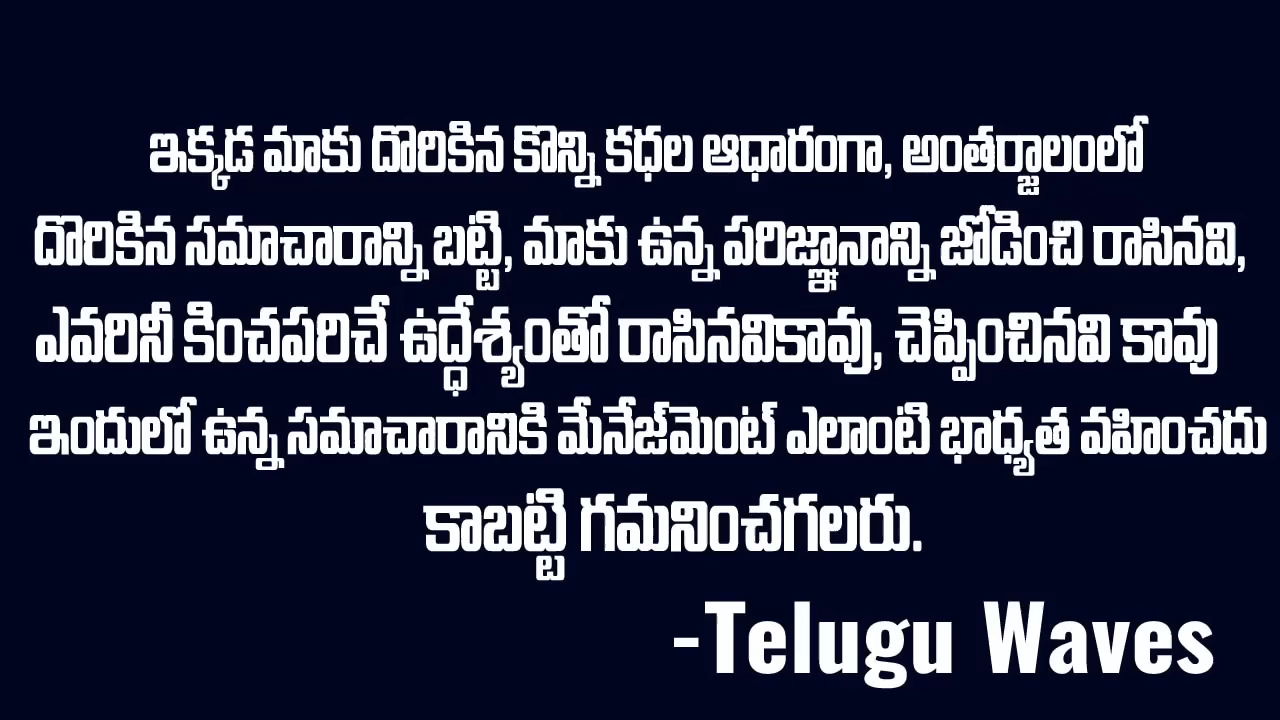 ఇక్కడ మాకు దొరికిన కొన్ని కధల ఆధారంగా, అంతర్జాలంలో
దొరికిన సమాచారాన్ని బట్టి, మాకు ఉన్న పరిజ్ఞానాన్ని జోడించి రాసినవి,
ఎవరినీ కించపరిచే ఉద్ధేశ్యంతో రాసినవికావు, చెప్పించినవి కావు
ఇందులో ఉన్న సమాచారానికి మేనేజ్‌మెంట్ ఎలాంటి భాధ్యత వహించదు
కాబట్టి గమనించగలరు.
-Telugu Waves